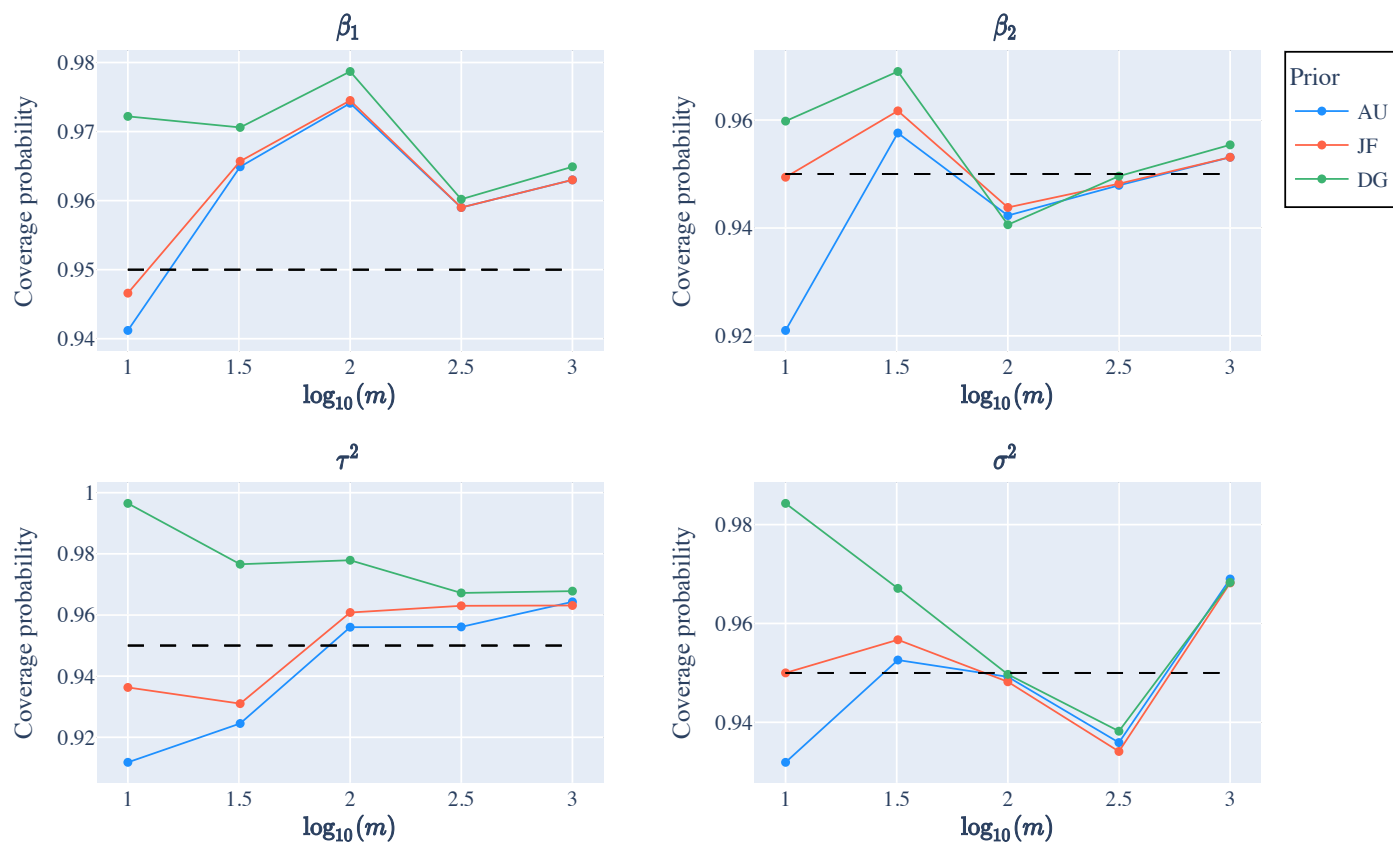 β₁
Coverage probability
0.98
0.97
0.96
0.95
0.94
1 1.5 2 2.5 3
log₁₀(m)
β₂
Coverage probability
0.96
0.94
0.92
1 1.5 2 2.5 3
log₁₀(m)
Prior
AU
JF
DG
τ²
Coverage probability
1
0.98
0.96
0.94
0.92
1 1.5 2 2.5 3
log₁₀(m)
σ²
Coverage probability
0.98
0.96
0.94
1 1.5 2 2.5 3
log₁₀(m)